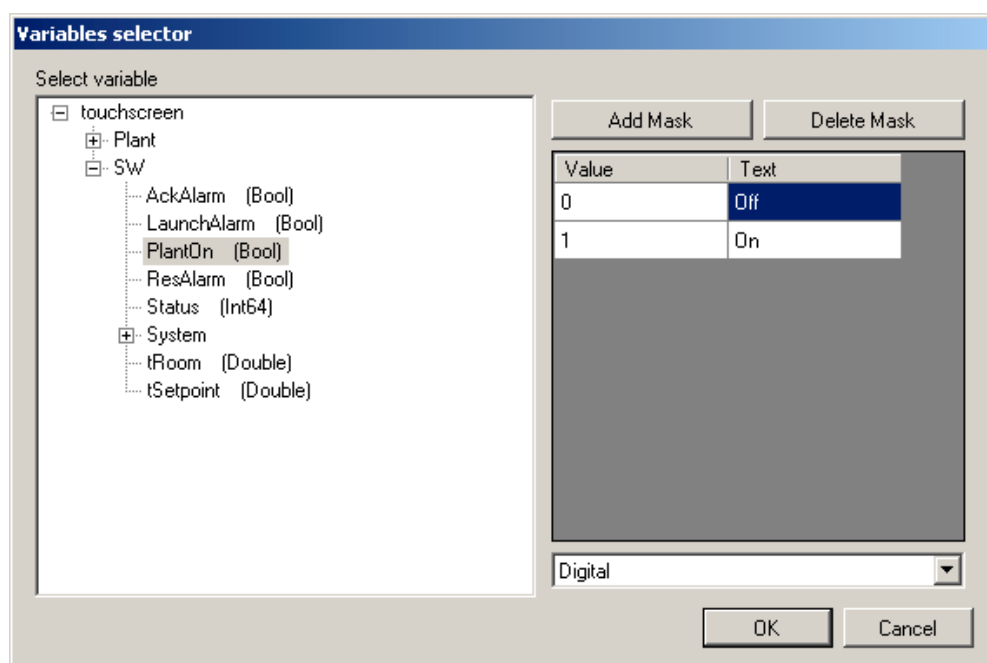 Variables selector
Select variable
touchscreen
Plant
SW
AckAlarm (Bool)
LaunchAlarm (Bool)
PlantOn (Bool)
ResAlarm (Bool)
Status (Int64)
System
tRoom (Double)
tSetpoint (Double)
Add Mask Delete Mask
Value Text
0 Off
1 On
Digital
OK Cancel